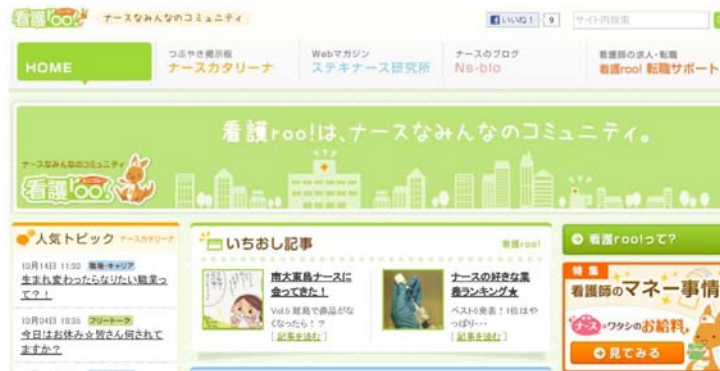 看護roo! ナースなみんなのコミュニティ
いいね! 9 サイト内検索
HOME
つぶやき掲示板
ナースカタリーナ
Webマガジン
ステキナース研究所
ナースのブログ
Ns-blo
看護師の求人・転職
看護roo! 転職サポート
看護roo!は、ナースなみんなのコミュニティ。
ナースなみんなのコミュニティ
看護roo!
人気トピック ナースカタリーナ
10月14日 11:55 職場・キャリア
生まれ変わったらなりたい職業っ
て?!
10月04日 18:35 フリートーク
今日はお休み☆皆さん何されて
ますか?
いちおし記事 看護roo!
南大東島ナースに
会ってきた!
Vol.5 離島で薬品がな
くなったら!?
[記事を読む]
ナースの好きな業
務ランキング★
ベスト5発表!1位はや
っぱり・・・
[記事を読む]
看護roo!って?
特集
看護師のマネー事情
ナース・ワタシのお給料。
見てみる